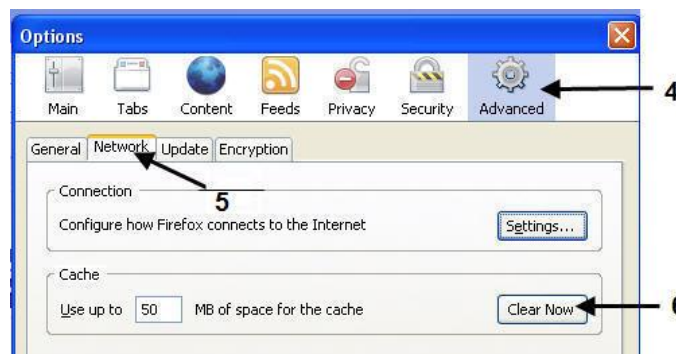 Options
Main Tabs Content Feeds Privacy Security Advanced
4
General Network Update Encryption
5
Connection
Configure how Firefox connects to the Internet Settings...
Cache
Use up to 50 MB of space for the cache Clear Now
6